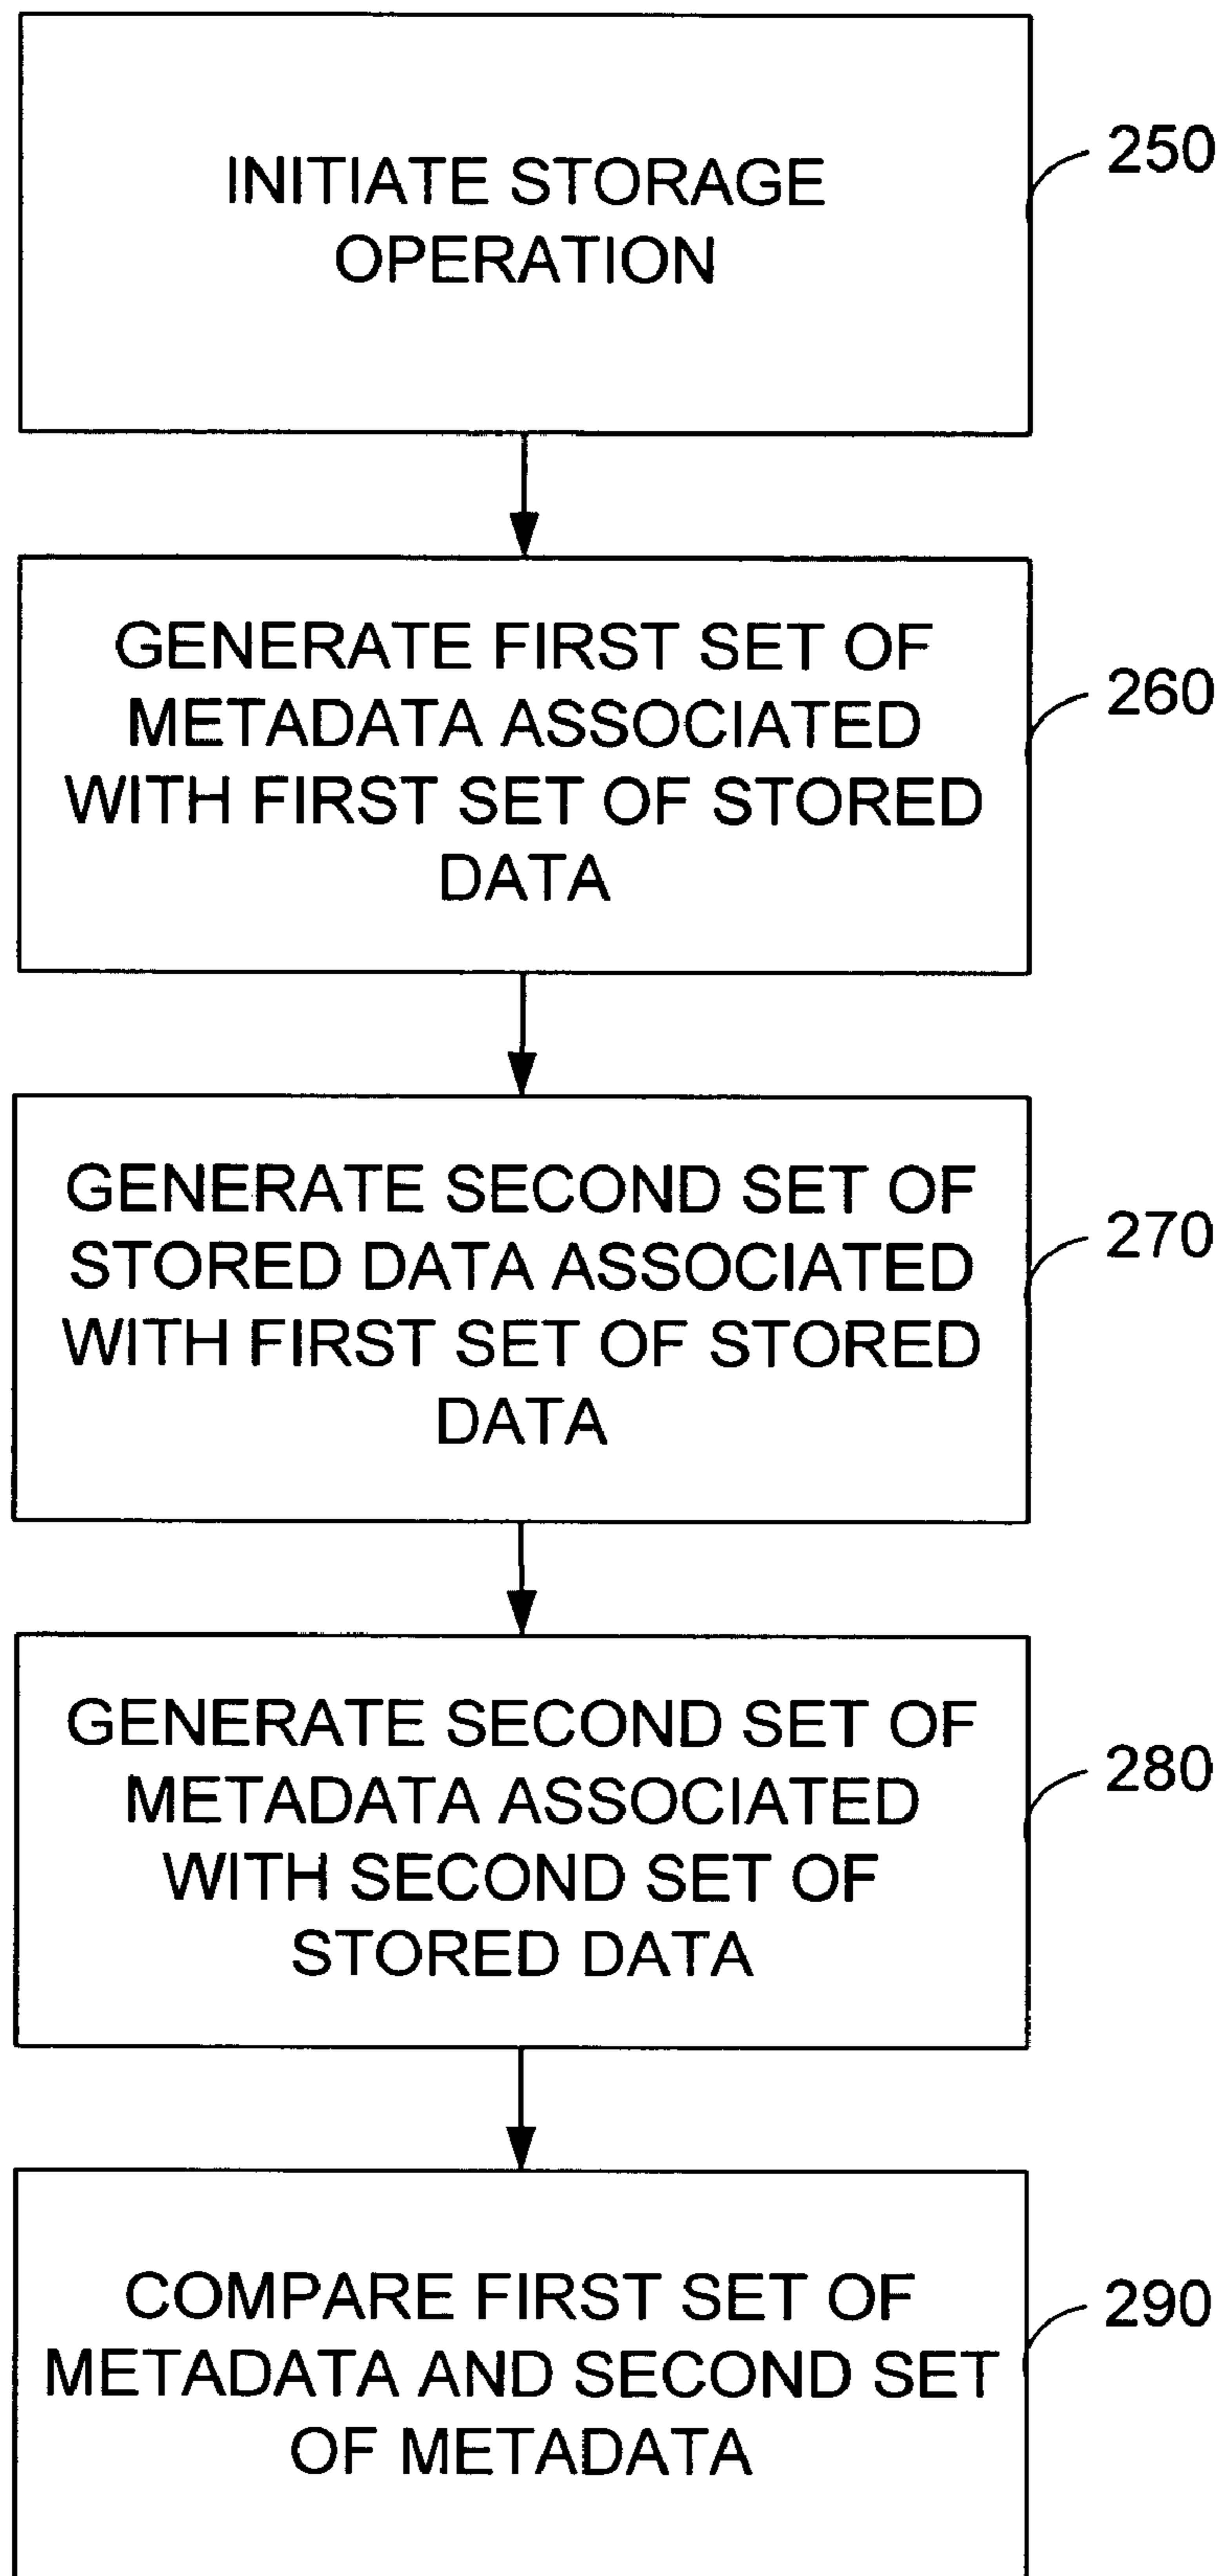 INITIATE STORAGE
OPERATION
250
GENERATE FIRST SET OF
METADATA ASSOCIATED
WITH FIRST SET OF STORED
DATA
260
GENERATE SECOND SET OF
STORED DATA ASSOCIATED
WITH FIRST SET OF STORED
DATA
270
GENERATE SECOND SET OF
METADATA ASSOCIATED
WITH SECOND SET OF
STORED DATA
280
COMPARE FIRST SET OF
METADATA AND SECOND SET
OF METADATA
290